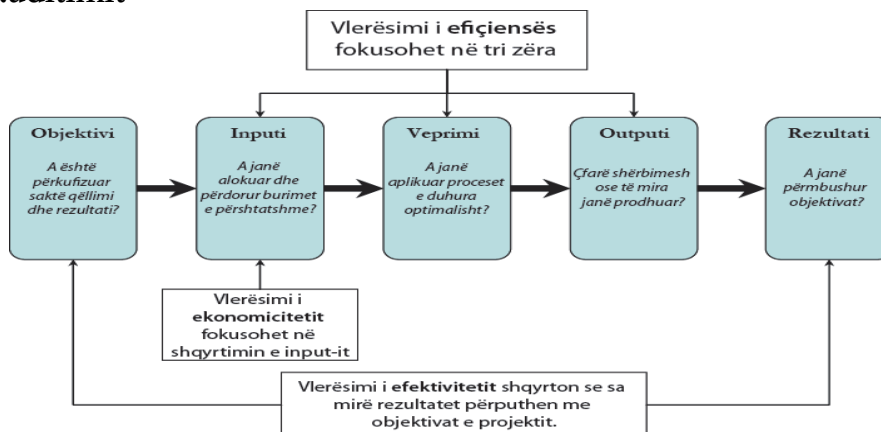 Vlerësimi i efiçiensës
fokusohet në tri zëra
Objektivi
A është
përkufizuar
saktë qëllimi
dhe rezultati?
Inputi
A janë
alokuar dhe
përdorur burimet
e përshtatshme?
Veprimi
A janë
aplikuar proceset
e duhura
optimalisht?
Outputi
Çfarë shërbimesh
ose të mira
janë prodhuar?
Rezultati
A janë
përmbushur
objektivat?
Vlerësimi i
ekonomicitetit
fokusohet në
shqyrtimin e input-it
Vlerësimi i efektivitetit shqyrton se sa
mirë rezultatet përputhen me
objektivat e projektit.